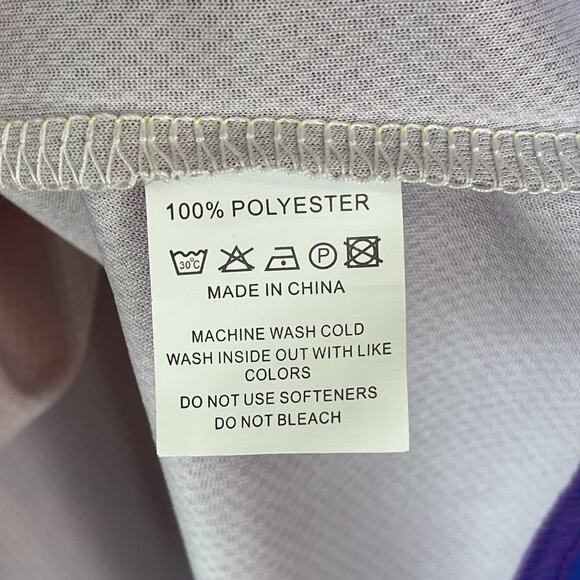 100% POLYESTER
30°C P
MADE IN CHINA
MACHINE WASH COLD
WASH INSIDE OUT WITH LIKE
COLORS
DO NOT USE SOFTENERS
DO NOT BLEACH